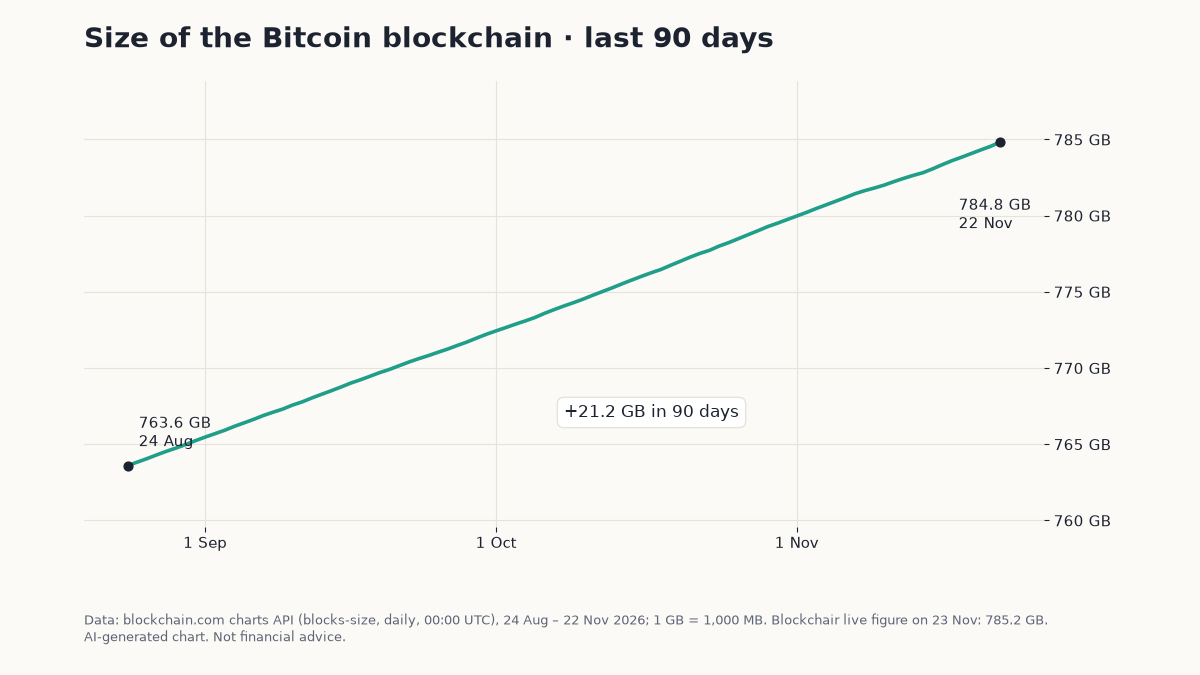 Size of the Bitcoin blockchain · last 90 days
785 GB
784.8 GB
22 Nov
780 GB
775 GB
770 GB
+21.2 GB in 90 days
763.6 GB
24 Aug
765 GB
760 GB
1 Sep
1 Oct
1 Nov
Data: blockchain.com charts API (blocks-size, daily, 00:00 UTC), 24 Aug – 22 Nov 2026; 1 GB = 1,000 MB. Blockchair live figure on 23 Nov: 785.2 GB.
AI-generated chart. Not financial advice.